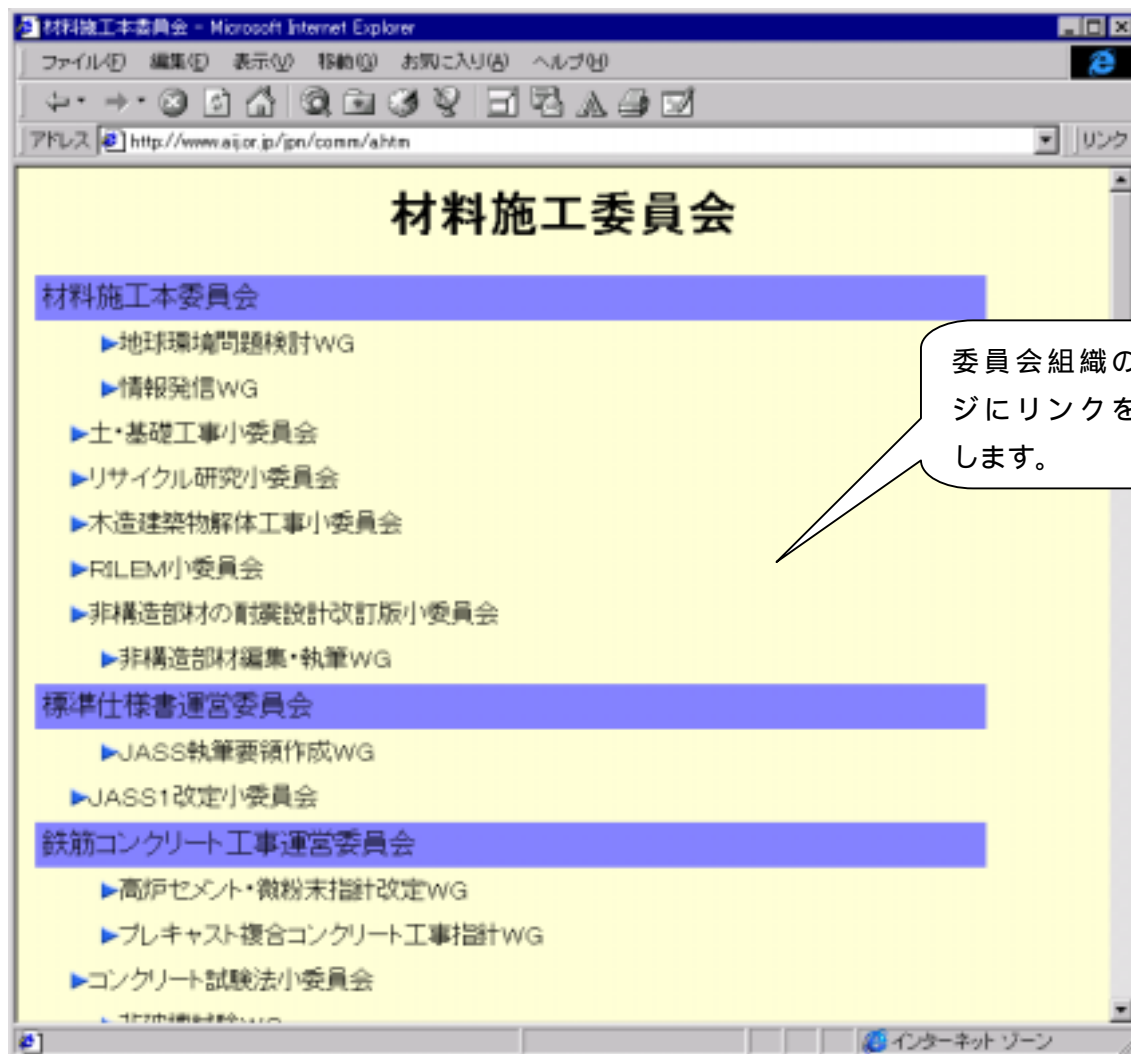 材料施工本委員会 - Microsoft Internet Explorer
ファイル(F) 編集(E) 表示(V) 移動(G) お気に入り(A) ヘルプ(H)
アドレス http://www.aij.or.jp/jpn/comm/a.htm リンク
材料施工委員会
材料施工本委員会
▶地球環境問題検討WG
▶情報発信WG
▶土・基礎工事小委員会
▶リサイクル研究小委員会
▶木造建築物解体工事小委員会
▶RILEM小委員会
▶非構造部材の耐震設計改訂版小委員会
▶非構造部材編集・執筆WG
標準仕様書運営委員会
▶JASS執筆要領作成WG
▶JASS1改定小委員会
鉄筋コンクリート工事運営委員会
▶高炉セメント・微粉末指針改定WG
▶プレキャスト複合コンクリート工事指針WG
▶コンクリート試験法小委員会
委員会組織の
ジにリンクを
します。
インターネット ゾーン